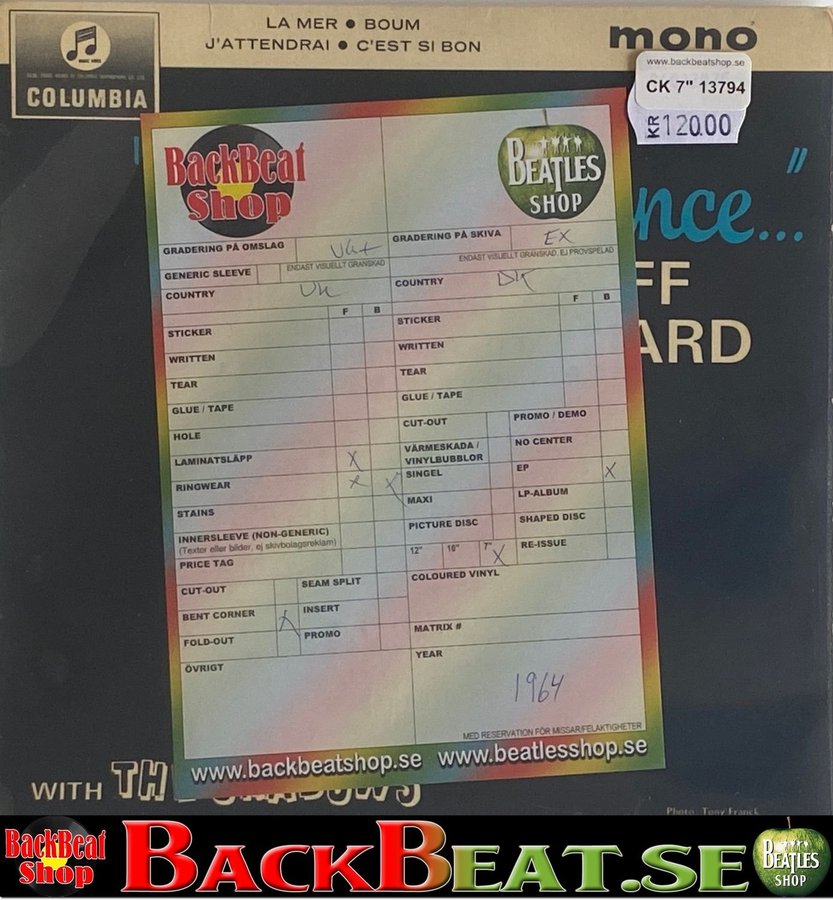 LA MER ● BOUM
J'ATTENDRAI ● C'EST SI BON
mono
COLUMBIA
www.backbeatshop.se
CK 7" 13794
KR 120.00
nce..."
FF
ARD
BackBeat
Shop
BEATLES
SHOP
GRADERING PÅ OMSLAG VG+
ENDAST VISUELLT GRANSKAD
GENERIC SLEEVE
COUNTRY UK
F B
STICKER
WRITTEN
TEAR
GLUE / TAPE
HOLE
LAMINATSLÄPP X
RINGWEAR X X
STAINS
INNERSLEEVE (NON-GENERIC)
(Texter eller bilder, ej skivbolagsreklam)
PRICE TAG
CUT-OUT
SEAM SPLIT
BENT CORNER X
INSERT
FOLD-OUT
PROMO
ÖVRIGT
GRADERING PÅ SKIVA EX
ENDAST VISUELLT GRANSKAD, EJ PROVSPELAD
COUNTRY DK
F B
STICKER
WRITTEN
TEAR
GLUE / TAPE
CUT-OUT
PROMO / DEMO
VÄRMESKADA /
VINYLBUBBLOR
NO CENTER
SINGEL
EP X
MAXI
LP-ALBUM
PICTURE DISC
SHAPED DISC
12" 10" 7" X
RE-ISSUE
COLOURED VINYL
MATRIX #
YEAR
1964
MED RESERVATION FÖR MISSAR/FELAKTIGHETER
www.backbeatshop.se www.beatlesshop.se
WITH TH
Photo: Tony Franck
BackBeat
Shop
BACKBEAT.SE
BEATLES
SHOP